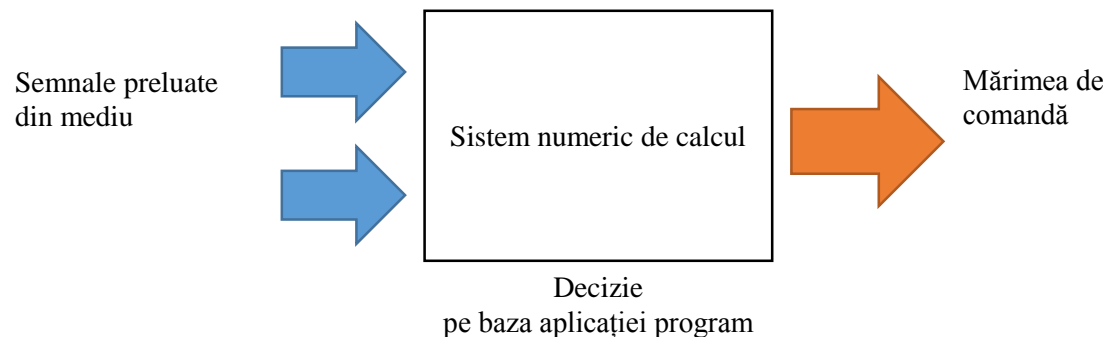 Semnale preluate
din mediu
Sistem numeric de calcul
Mărimea de
comandă
Decizie
pe baza aplicației program